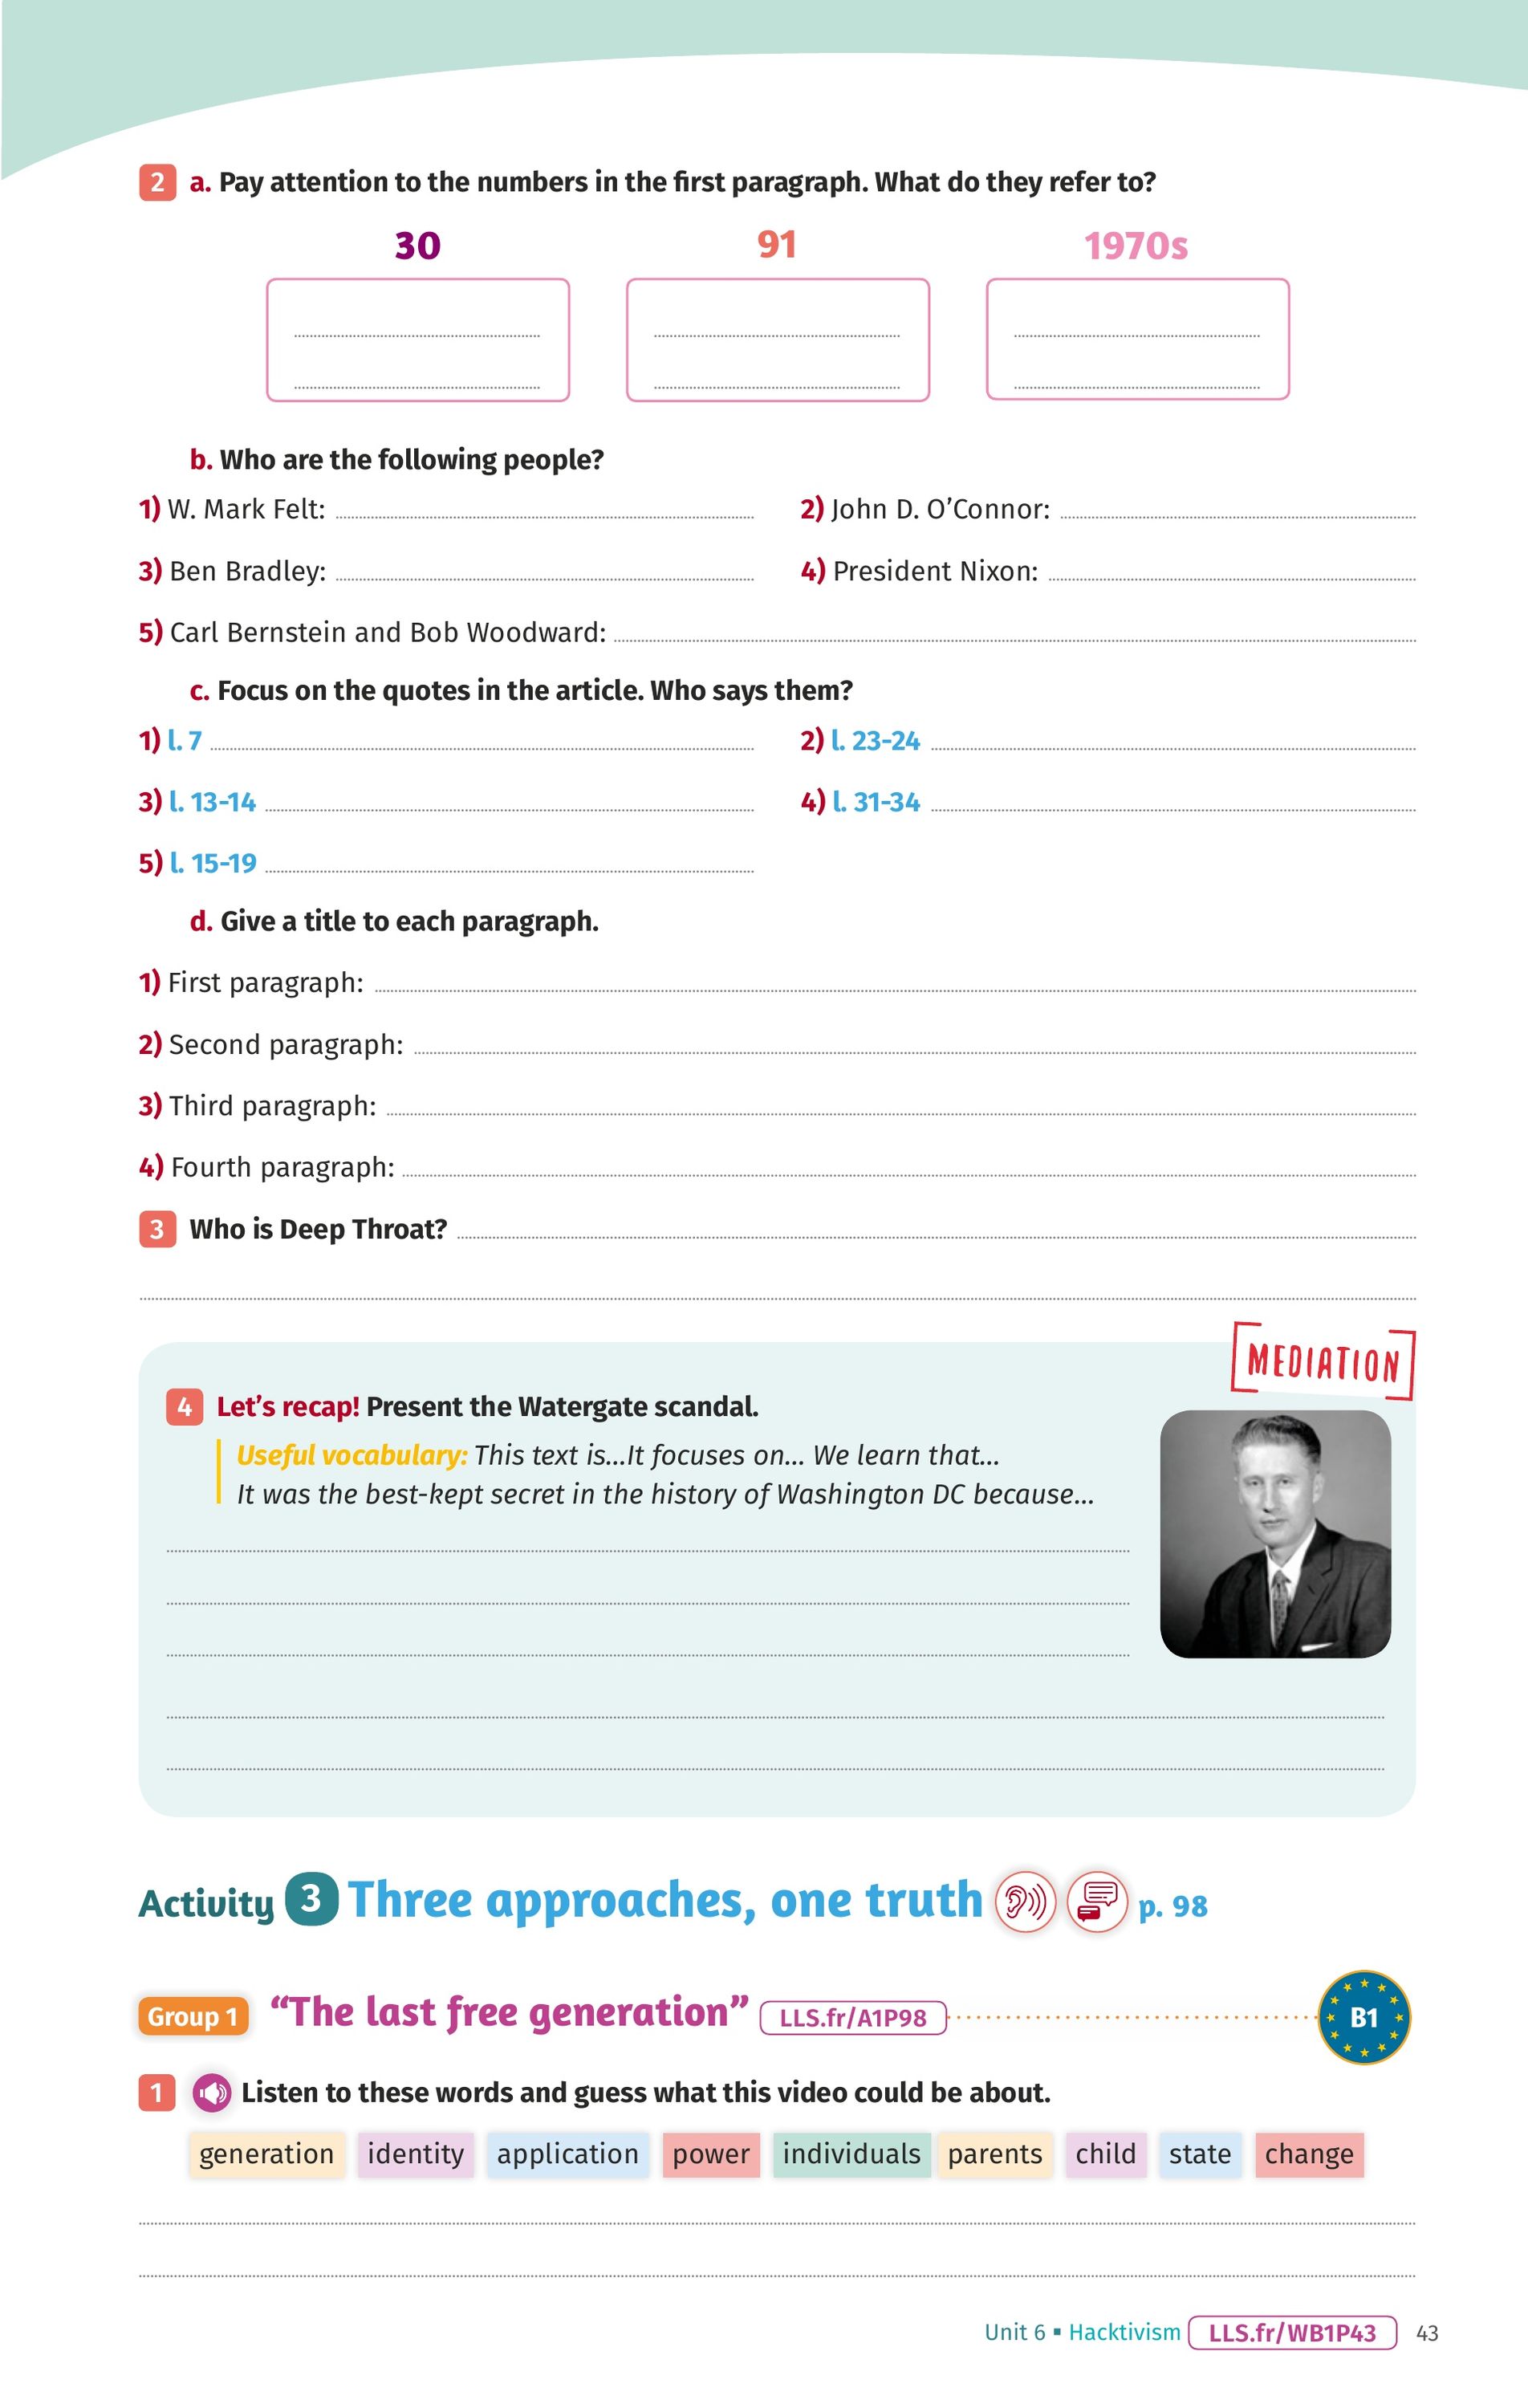 2 a. Pay attention to the numbers in the first paragraph. What do they refer to?
30 91 1970s
b. Who are the following people?
1) W. Mark Felt: 2) John D. O’Connor:
3) Ben Bradley: 4) President Nixon:
5) Carl Bernstein and Bob Woodward:
c. Focus on the quotes in the article. Who says them?
1) l. 7 2) l. 23-24
3) l. 13-14 4) l. 31-34
5) l. 15-19
d. Give a title to each paragraph.
1) First paragraph:
2) Second paragraph:
3) Third paragraph:
4) Fourth paragraph:
3 Who is Deep Throat?
MEDIATION
4 Let’s recap! Present the Watergate scandal.
Useful vocabulary: This text is...It focuses on... We learn that...
It was the best-kept secret in the history of Washington DC because...
Activity 3 Three approaches, one truth p. 98
Group 1 “The last free generation” LLS.fr/A1P98 B1
1 Listen to these words and guess what this video could be about.
generation identity application power individuals parents child state change
Unit 6 ▪ Hacktivism LLS.fr/WB1P43 43